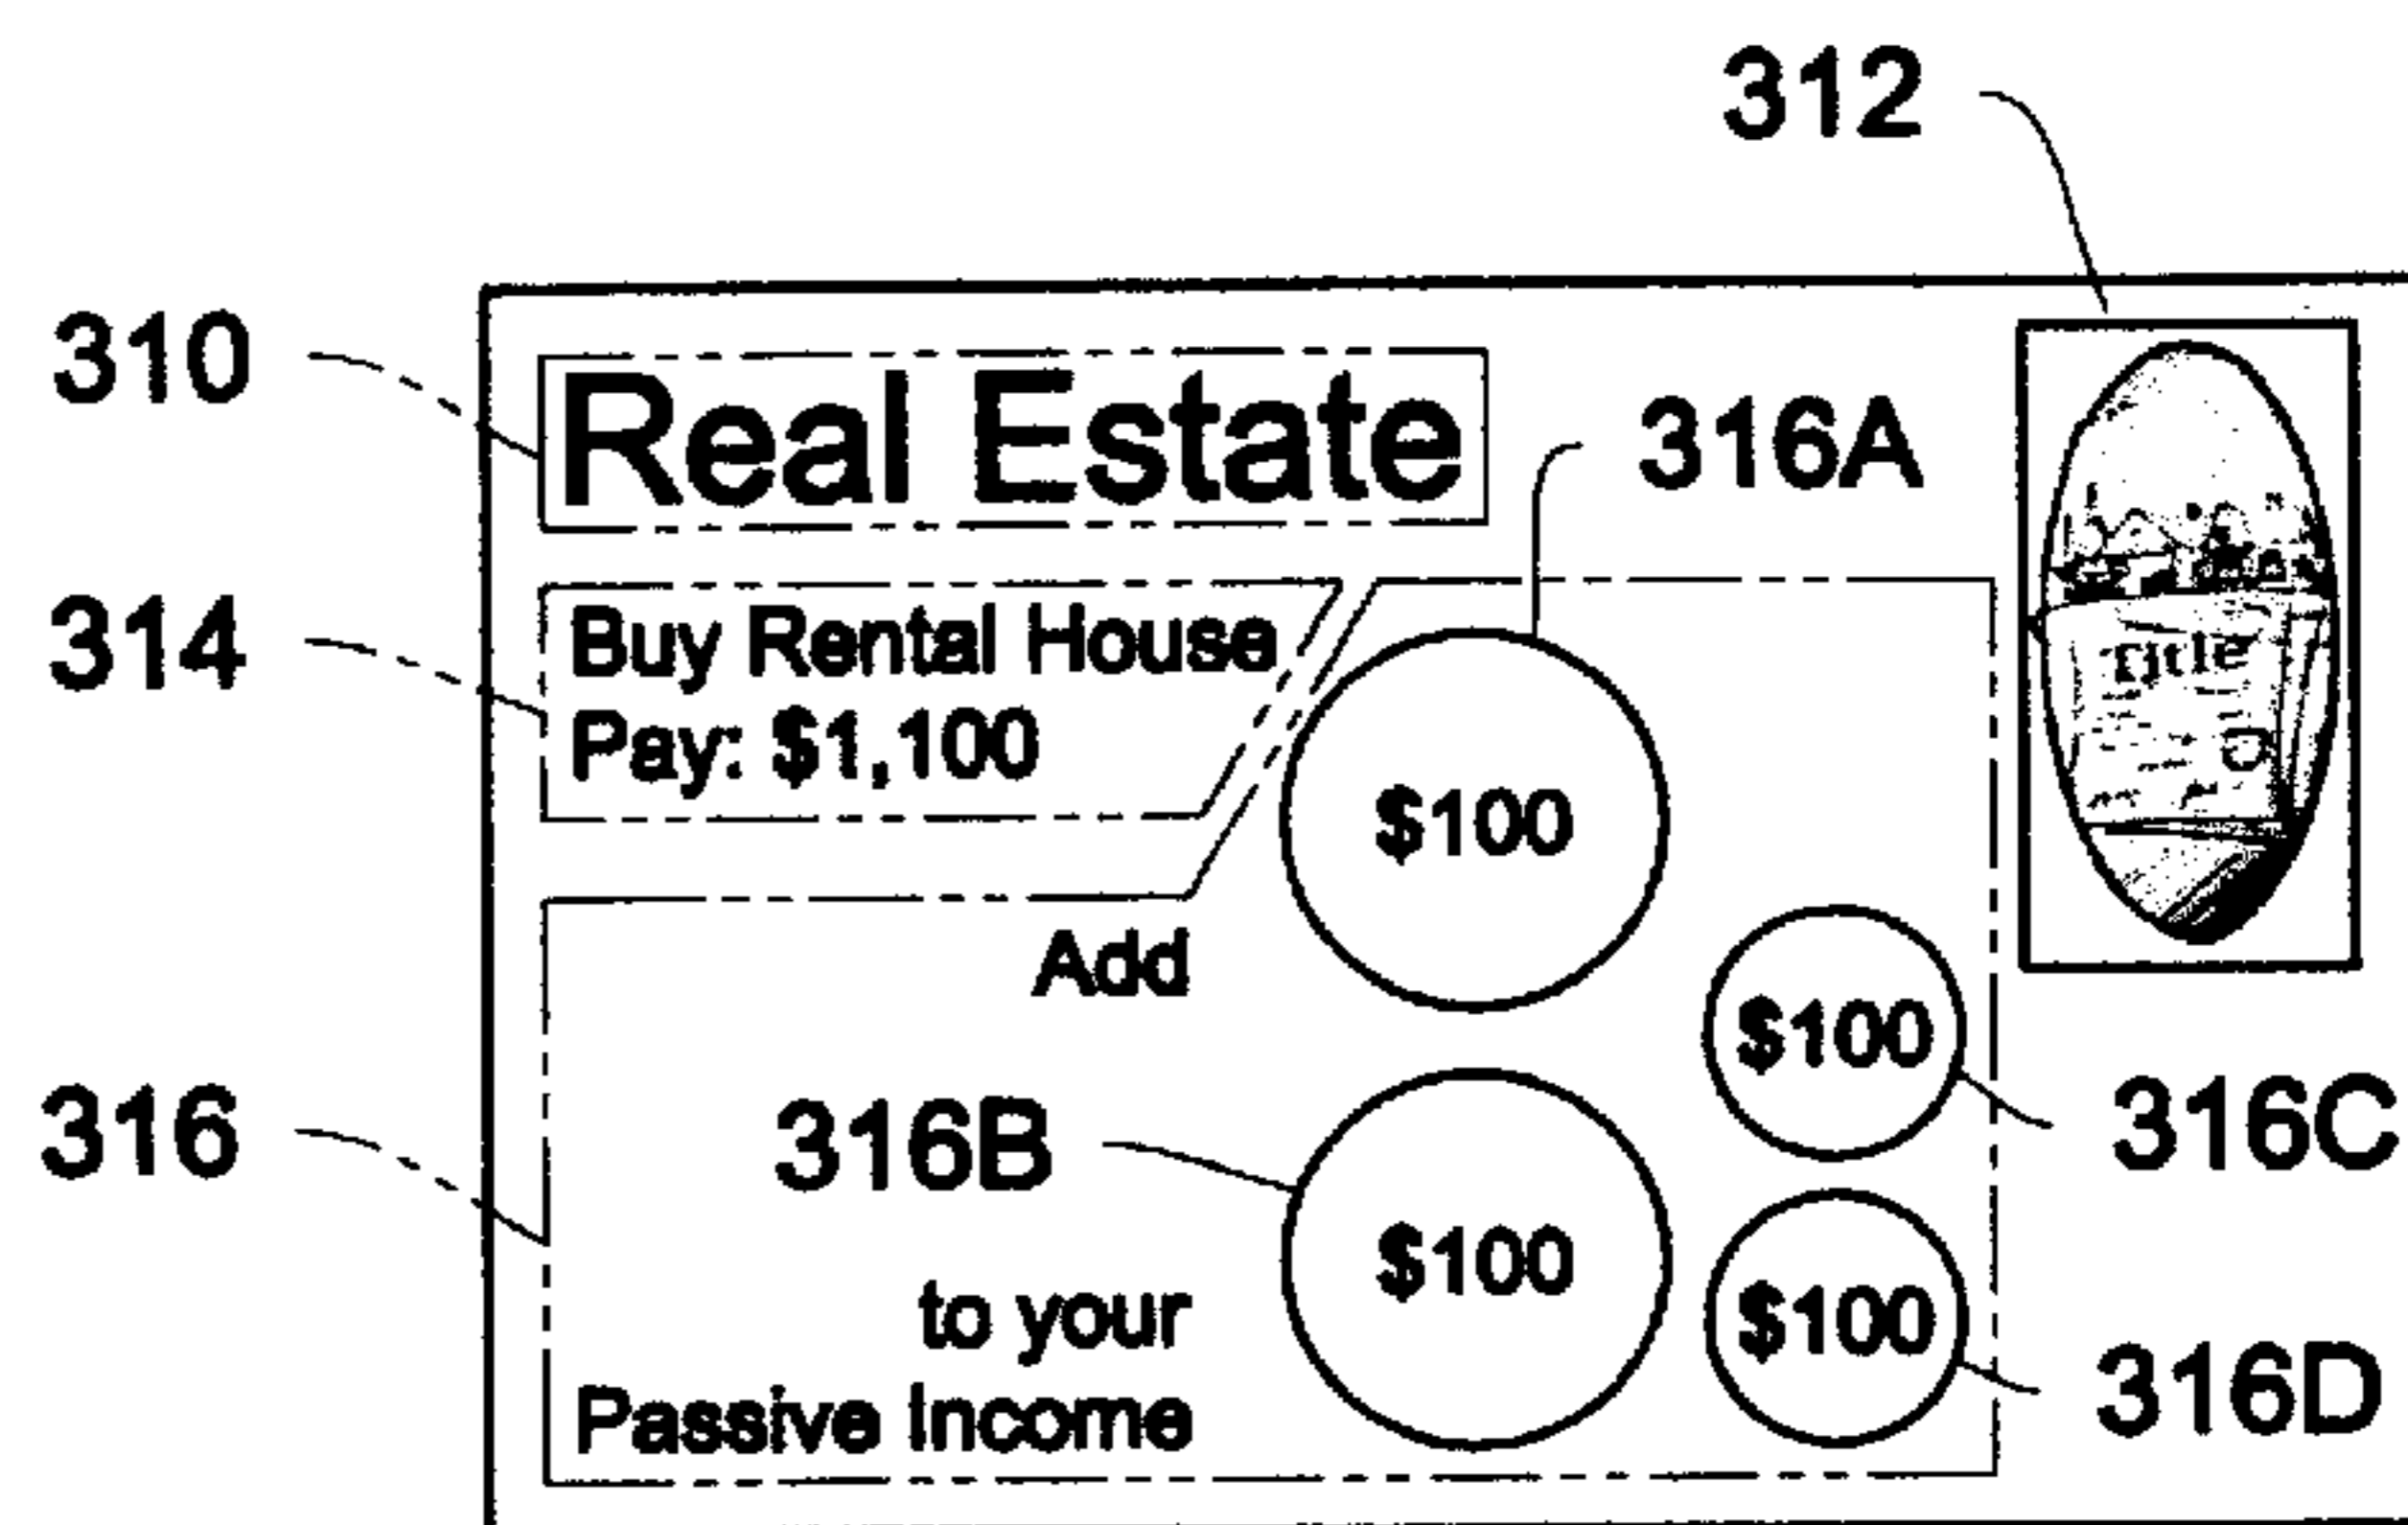 312
310
Real Estate
316A
314
Buy Rental House
Pay: $1,100
Title
$100
Add
$100
316
316B
316C
$100
$100
to your
316D
Passive Income